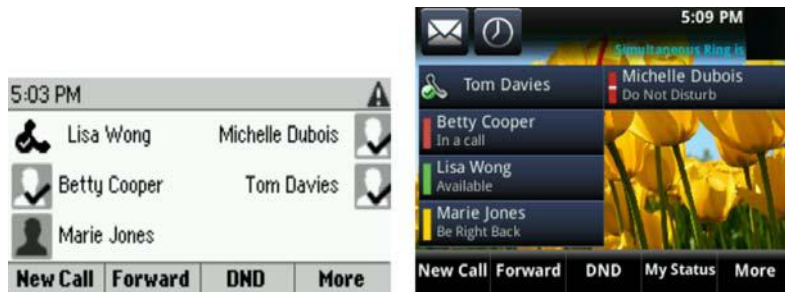 5:03 PM
Lisa Wong
Michelle Dubois
Betty Cooper
Tom Davies
Marie Jones
New Call Forward DND More
5:09 PM
Simultaneous Ring is
Tom Davies
Michelle Dubois
Do Not Disturb
Betty Cooper
In a call
Lisa Wong
Available
Marie Jones
Be Right Back
New Call Forward DND My Status More